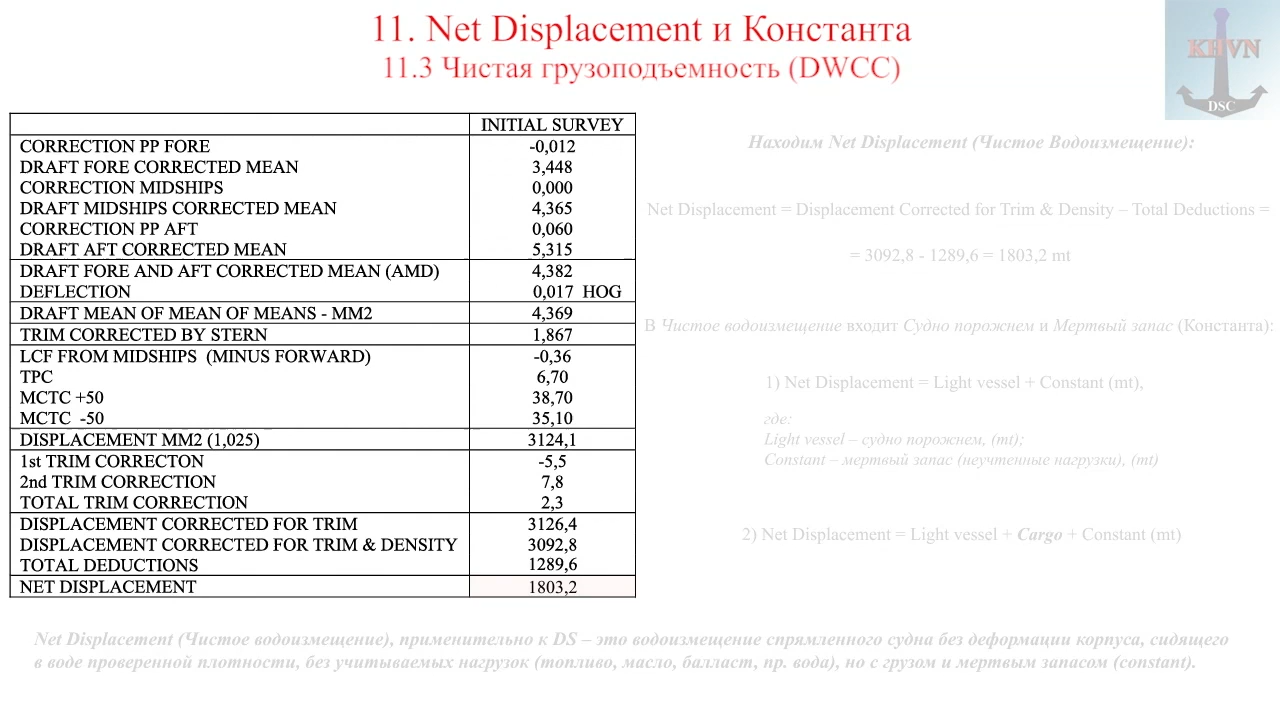 11. Net Displacement и Константа
11.3 Чистая грузоподъемность (DWCC)
KHVN
DSC
INITIAL SURVEY
CORRECTION PP FORE -0,012
DRAFT FORE CORRECTED MEAN 3,448
CORRECTION MIDSHIPS 0,000
DRAFT MIDSHIPS CORRECTED MEAN 4,365
CORRECTION PP AFT 0,060
DRAFT AFT CORRECTED MEAN 5,315
DRAFT FORE AND AFT CORRECTED MEAN (AMD) 4,382
DEFLECTION 0,017 HOG
DRAFT MEAN OF MEAN OF MEANS - MM2 4,369
TRIM CORRECTED BY STERN 1,867
LCF FROM MIDSHIPS (MINUS FORWARD) -0,36
TPC 6,70
MCTC +50 38,70
MCTC -50 35,10
DISPLACEMENT MM2 (1,025) 3124,1
1st TRIM CORRECTON -5,5
2nd TRIM CORRECTION 7,8
TOTAL TRIM CORRECTION 2,3
DISPLACEMENT CORRECTED FOR TRIM 3126,4
DISPLACEMENT CORRECTED FOR TRIM & DENSITY 3092,8
TOTAL DEDUCTIONS 1289,6
NET DISPLACEMENT 1803,2
Находим Net Displacement (Чистое Водоизмещение):
Net Displacement = Displacement Corrected for Trim & Density – Total Deductions =
= 3092,8 - 1289,6 = 1803,2 mt
В Чистое водоизмещение входит Судно порожнем и Мертвый запас (Константа):
1) Net Displacement = Light vessel + Constant (mt),
где:
Light vessel – судно порожнем, (mt);
Constant – мертвый запас (неучтенные нагрузки), (mt)
2) Net Displacement = Light vessel + Cargo + Constant (mt)
Net Displacement (Чистое водоизмещение), применительно к DS – это водоизмещение спрямленного судна без деформации корпуса, сидящего
в воде проверенной плотности, без учитываемых нагрузок (топливо, масло, балласт, пр. вода), но с грузом и мертвым запасом (constant).